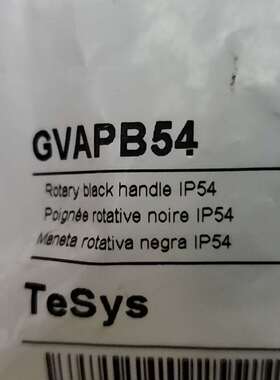 GVAPB54
Rotary black handle IP54
Poignée rotative noire IP54
Maneta rotativa negra IP54
TeSys